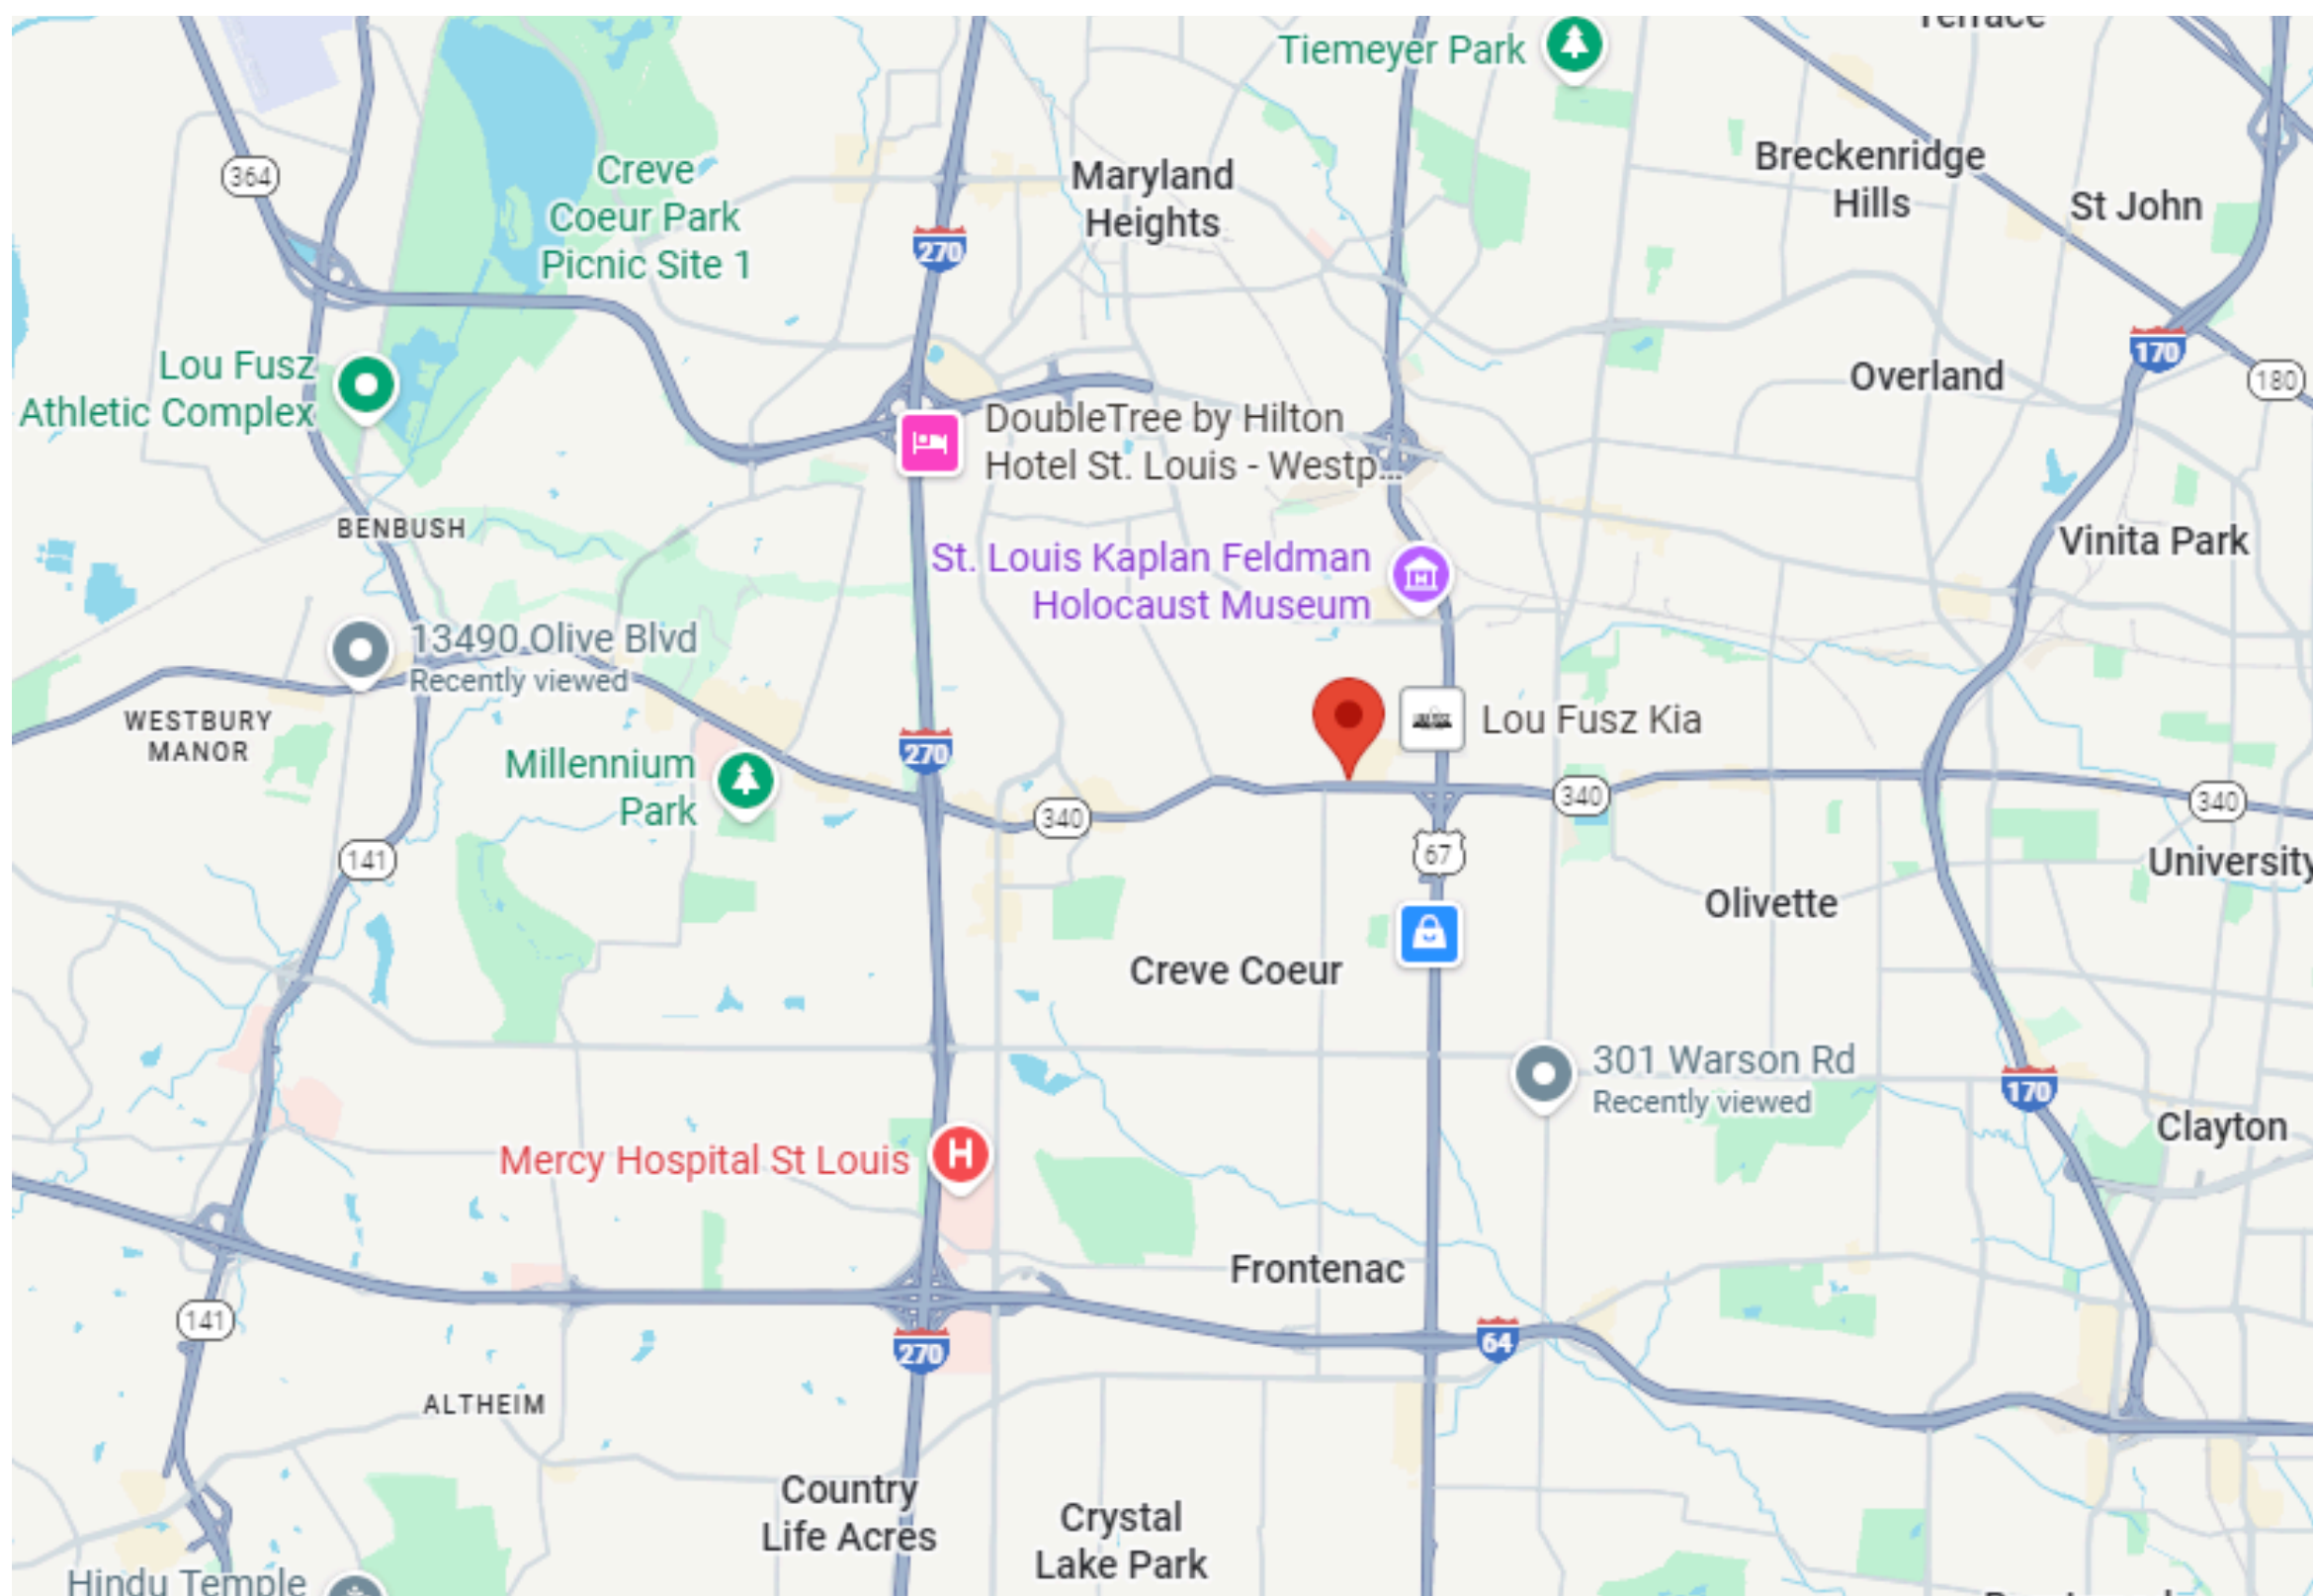 Terrace
Tiemeyer Park
364
Creve
Coeur Park
Picnic Site 1
Maryland
Heights
Breckenridge
Hills
St John
270
170
180
Lou Fusz
Athletic Complex
Overland
DoubleTree by Hilton
Hotel St. Louis - Westp...
BENBUSH
Vinita Park
St. Louis Kaplan Feldman
Holocaust Museum
13490 Olive Blvd
Recently viewed
WESTBURY
MANOR
Lou Fusz Kia
270
Millennium
Park
340
340
340
67
141
University
Olivette
Creve Coeur
301 Warson Rd
Recently viewed
170
Clayton
Mercy Hospital St Louis
H
Frontenac
141
270
64
ALTHEIM
Country
Life Acres
Crystal
Lake Park
Hindu Temple